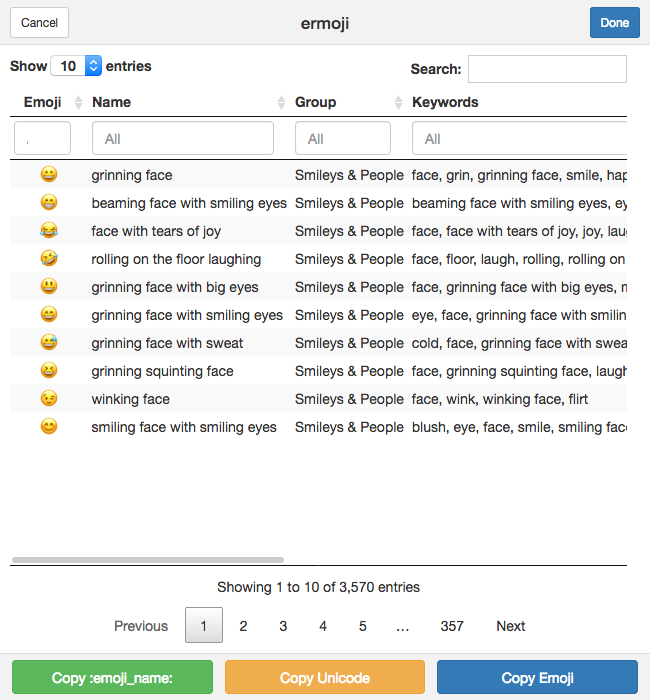 Cancel ermoji Done
Show 10 entries Search:
Emoji Name Group Keywords
All All All
😀 grinning face Smileys & People face, grin, grinning face, smile, hap
😁 beaming face with smiling eyes Smileys & People beaming face with smiling eyes, ey
😂 face with tears of joy Smileys & People face, face with tears of joy, joy, lau
🤣 rolling on the floor laughing Smileys & People face, floor, laugh, rolling, rolling on
😃 grinning face with big eyes Smileys & People face, grinning face with big eyes, m
😄 grinning face with smiling eyes Smileys & People eye, face, grinning face with smilin
😅 grinning face with sweat Smileys & People cold, face, grinning face with swea
😆 grinning squinting face Smileys & People face, grinning squinting face, laugh
😉 winking face Smileys & People face, wink, winking face, flirt
😊 smiling face with smiling eyes Smileys & People blush, eye, face, smile, smiling fac
Showing 1 to 10 of 3,570 entries
Previous 1 2 3 4 5 … 357 Next
Copy :emoji_name: Copy Unicode Copy Emoji